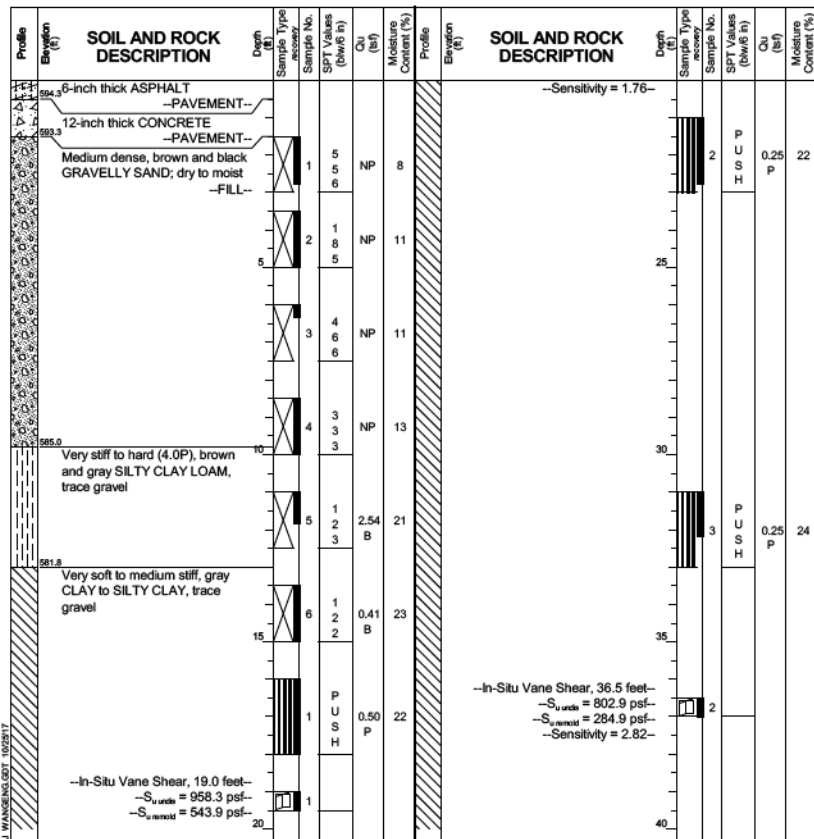 Profile
Elevation (ft)
SOIL AND ROCK
DESCRIPTION
Depth (ft)
Sample Type
recovery
Sample No.
SPT Values (blw/6 in)
Qu (tsf)
Moisture Content (%)
594.3
6-inch thick ASPHALT
--PAVEMENT--
12-inch thick CONCRETE
593.3
--PAVEMENT--
Medium dense, brown and black
GRAVELLY SAND; dry to moist
--FILL--
1 5 5 6 NP 8
2 1 8 5 NP 11
5
3 4 6 6 NP 11
4 3 3 3 NP 13
585.0
10
Very stiff to hard (4.0P), brown
and gray SILTY CLAY LOAM,
trace gravel
5 1 2 3 2.54 B 21
581.8
Very soft to medium stiff, gray
CLAY to SILTY CLAY, trace
gravel
6 1 2 2 0.41 B 23
15
1 PUSH 0.50 P 22
--In-Situ Vane Shear, 19.0 feet--
--Su undis = 958.3 psf--
1
--Su remold = 543.9 psf--
20
WANGENG.GDT 10/25/17
Profile
Elevation (ft)
SOIL AND ROCK
DESCRIPTION
Depth (ft)
Sample Type
recovery
Sample No.
SPT Values (blw/6 in)
Qu (tsf)
Moisture Content (%)
--Sensitivity = 1.76--
2 PUSH 0.25 P 22
25
30
3 PUSH 0.25 P 24
35
--In-Situ Vane Shear, 36.5 feet--
--Su undis = 802.9 psf--
2
--Su remold = 284.9 psf--
--Sensitivity = 2.82--
40